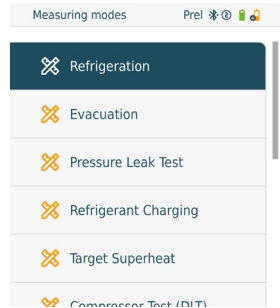 Measuring modes Prel
Refrigeration
Evacuation
Pressure Leak Test
Refrigerant Charging
Target Superheat
Compressor Test (DLT)